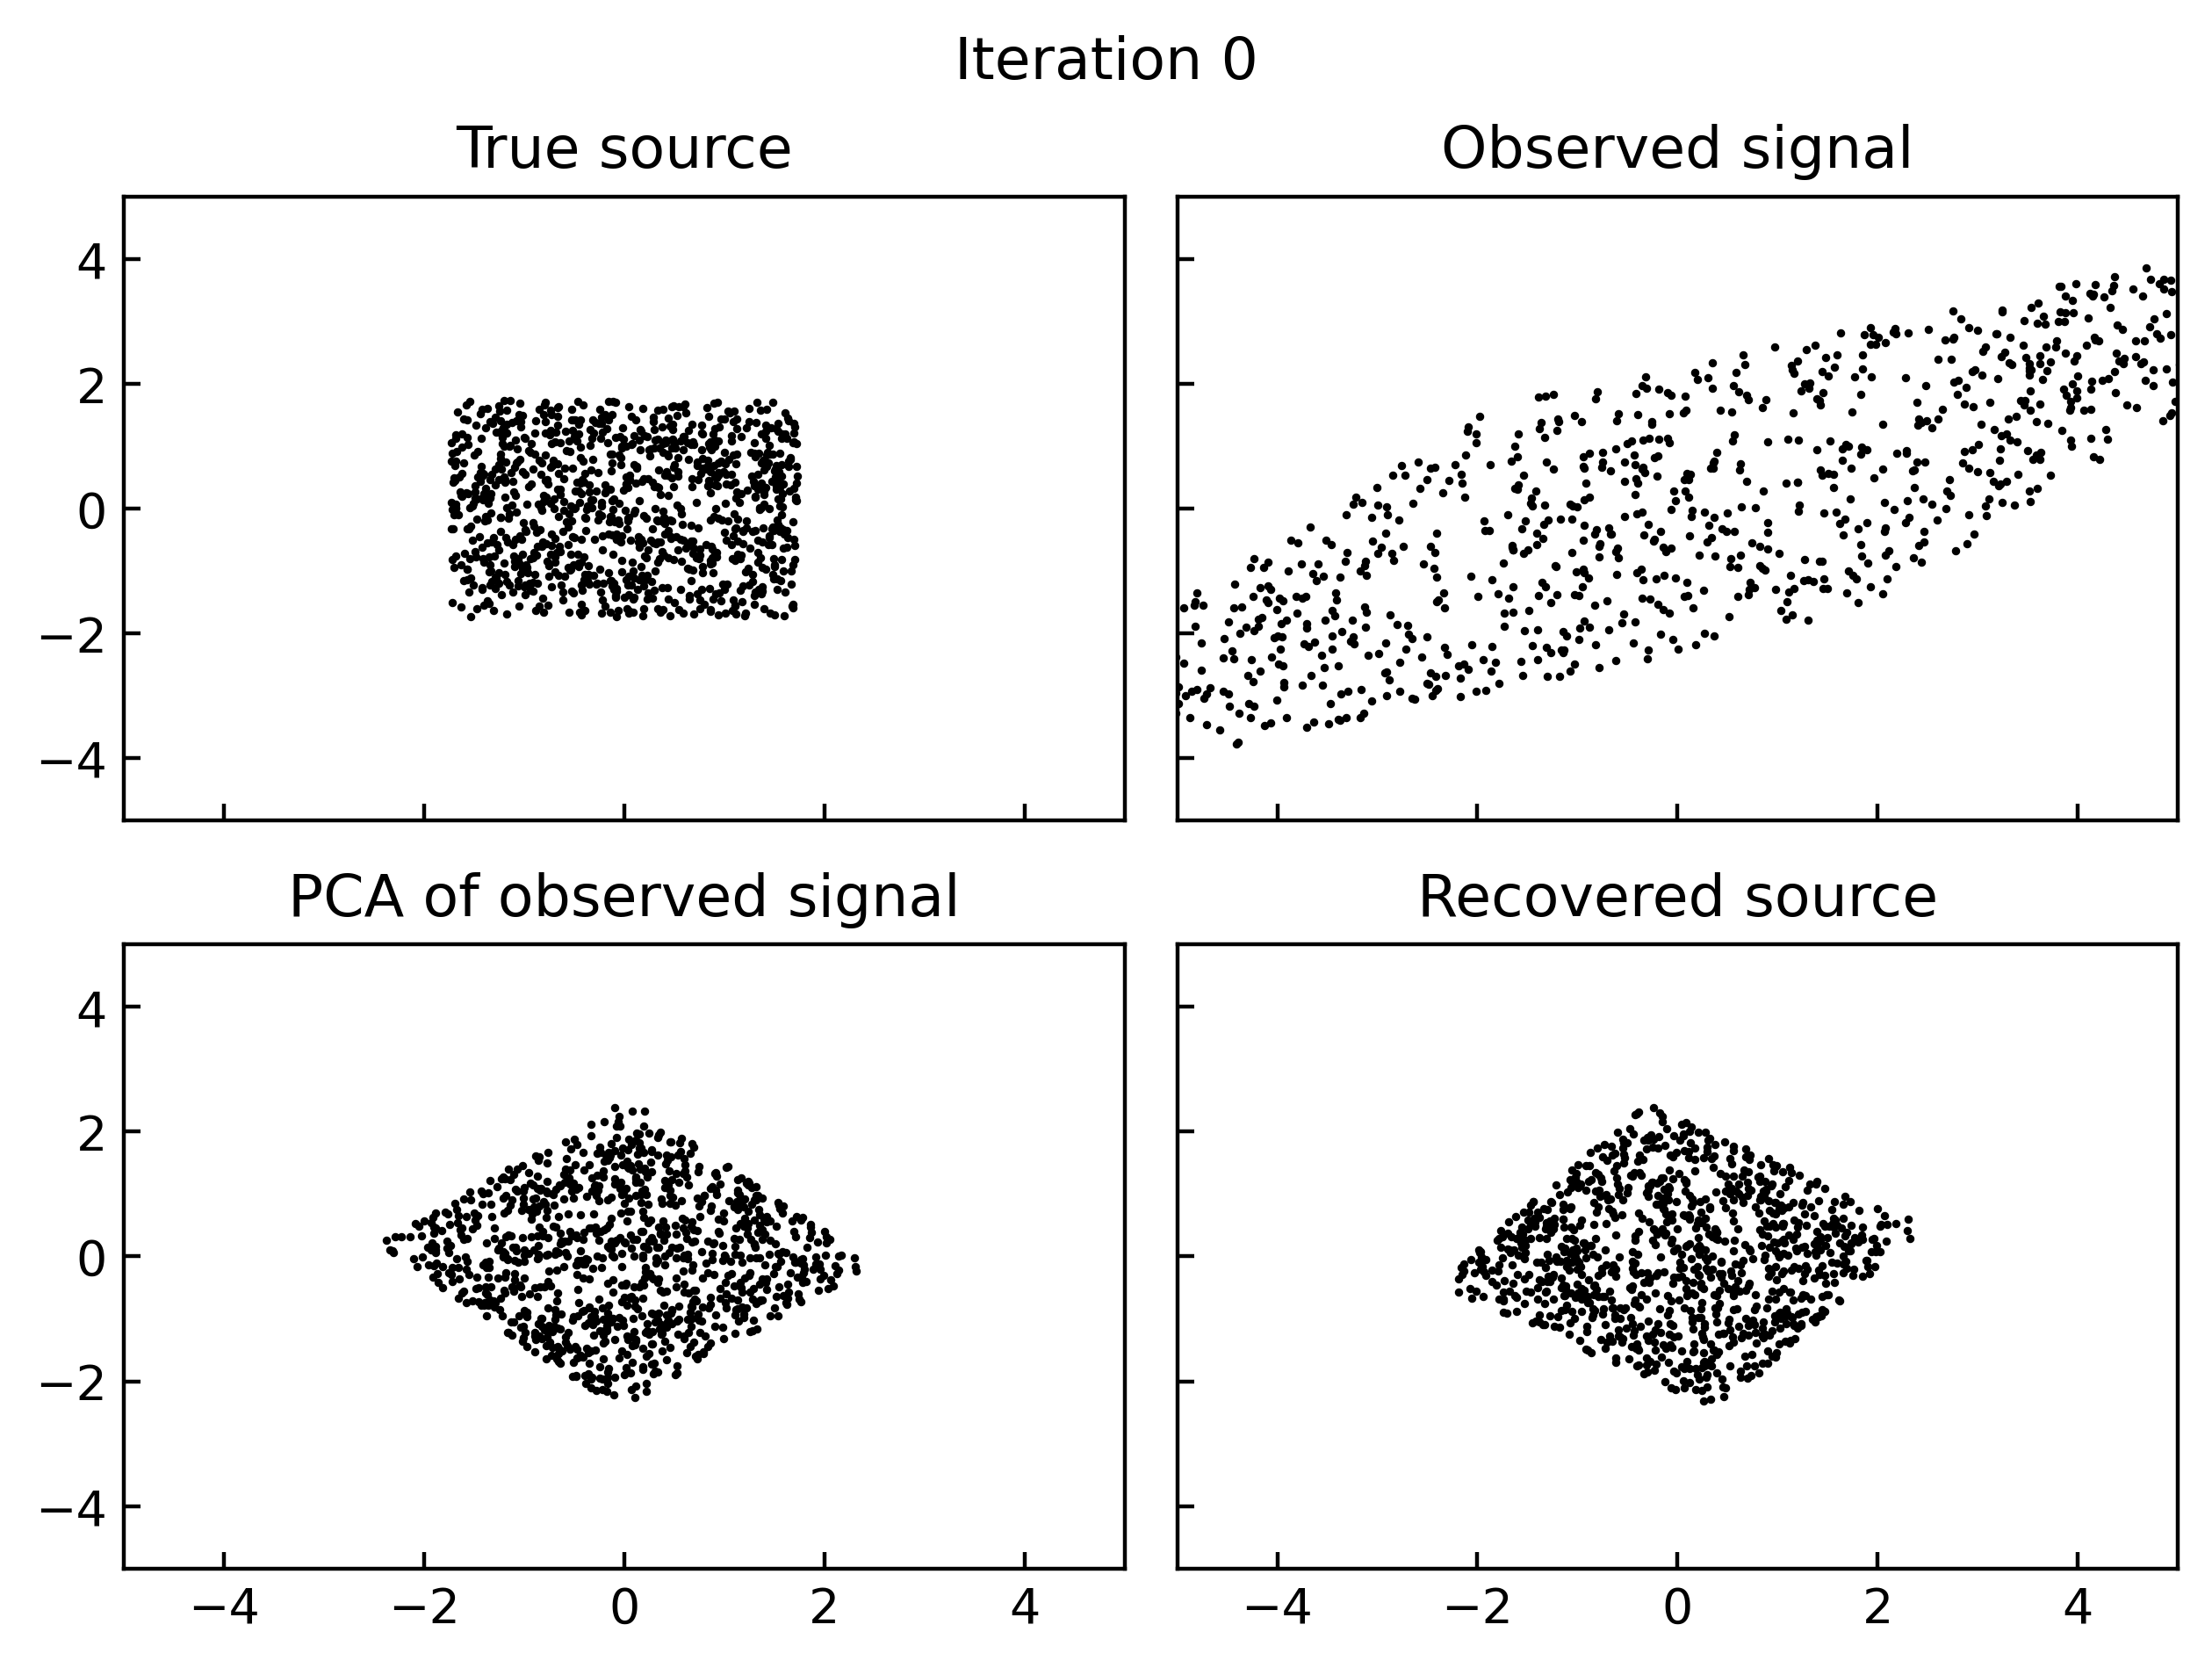 Iteration 0
True source
Observed signal
4
2
0
−2
−4
PCA of observed signal
Recovered source
4
2
0
−2
−4
−4 −2 0 2 4
−4 −2 0 2 4